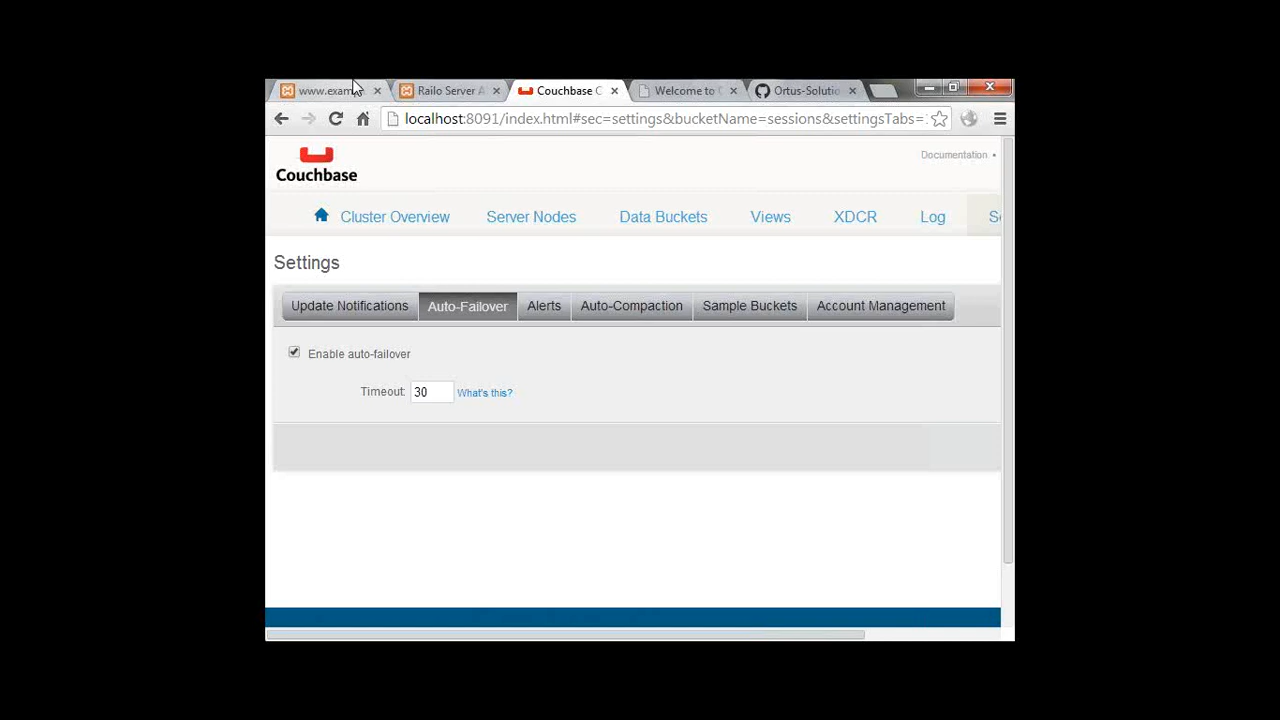 www.exam
Railo Server A
Couchbase C
Welcome to
Ortus-Solutio
localhost:8091/index.html#sec=settings&bucketName=sessions&settingsTabs=
Couchbase
Documentation •
Cluster Overview
Server Nodes
Data Buckets
Views
XDCR
Log
Se
Settings
Update Notifications
Auto-Failover
Alerts
Auto-Compaction
Sample Buckets
Account Management
Enable auto-failover
Timeout: 30 What's this?